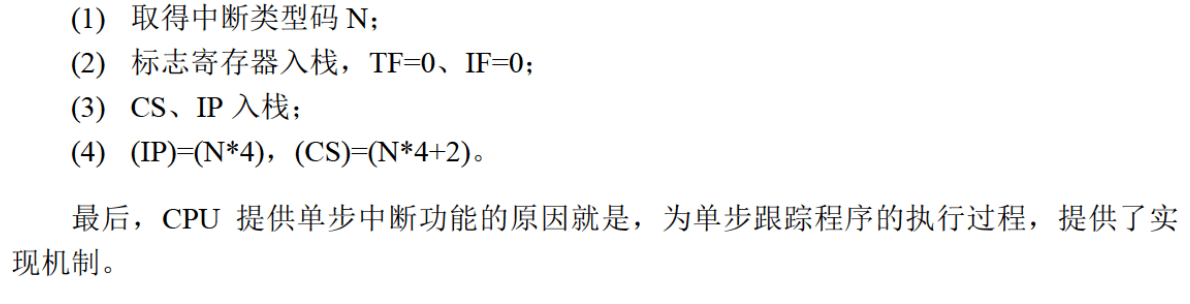 (1) 取得中断类型码 N；
(2) 标志寄存器入栈，TF=0、IF=0；
(3) CS、IP 入栈；
(4) (IP)=(N*4)，(CS)=(N*4+2)。
最后，CPU 提供单步中断功能的原因就是，为单步跟踪程序的执行过程，提供了实
现机制。